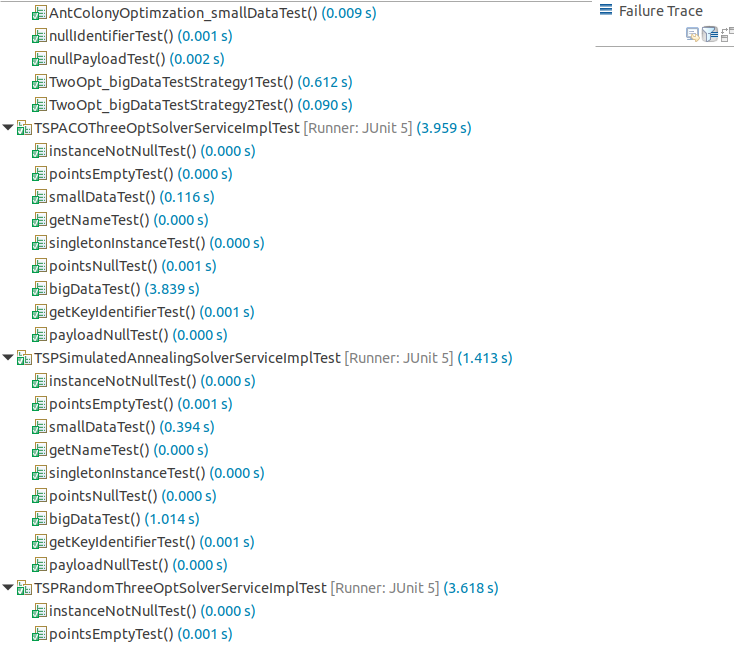 AntColonyOptimzation_smallDataTest() (0.009 s)
Failure Trace
nullIdentifierTest() (0.001 s)
nullPayloadTest() (0.002 s)
TwoOpt_bigDataTestStrategy1Test() (0.612 s)
TwoOpt_bigDataTestStrategy2Test() (0.090 s)
TSPACOThreeOptSolverServiceImplTest [Runner: JUnit 5] (3.959 s)
instanceNotNullTest() (0.000 s)
pointsEmptyTest() (0.000 s)
smallDataTest() (0.116 s)
getNameTest() (0.000 s)
singletonInstanceTest() (0.000 s)
pointsNullTest() (0.001 s)
bigDataTest() (3.839 s)
getKeyIdentifierTest() (0.001 s)
payloadNullTest() (0.000 s)
TSPSimulatedAnnealingSolverServiceImplTest [Runner: JUnit 5] (1.413 s)
instanceNotNullTest() (0.000 s)
pointsEmptyTest() (0.001 s)
smallDataTest() (0.394 s)
getNameTest() (0.000 s)
singletonInstanceTest() (0.000 s)
pointsNullTest() (0.000 s)
bigDataTest() (1.014 s)
getKeyIdentifierTest() (0.001 s)
payloadNullTest() (0.000 s)
TSPRandomThreeOptSolverServiceImplTest [Runner: JUnit 5] (3.618 s)
instanceNotNullTest() (0.000 s)
pointsEmptyTest() (0.001 s)